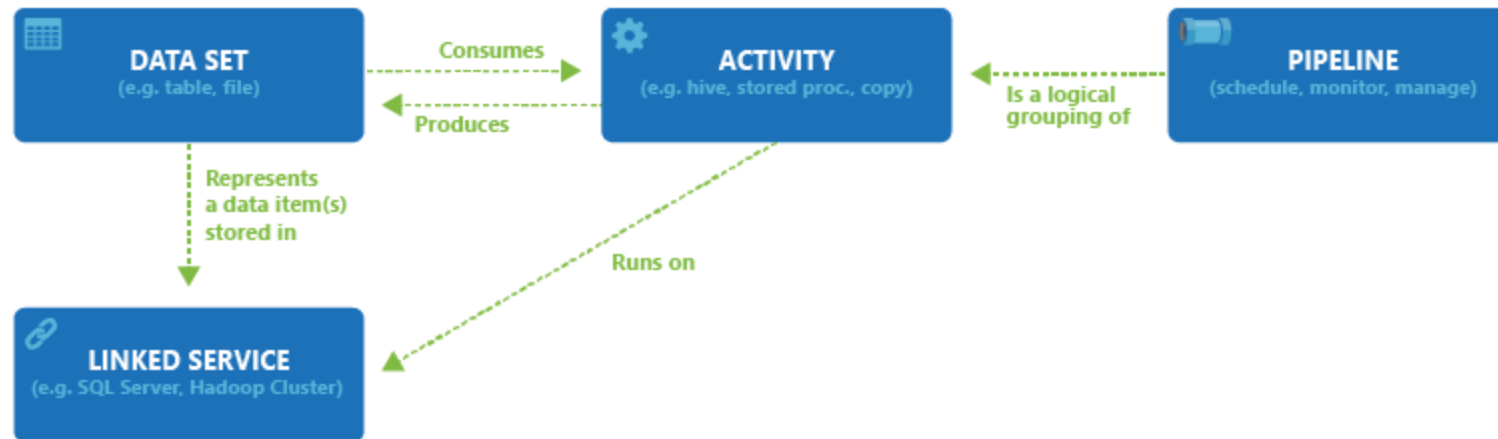 DATA SET
(e.g. table, file)
Consumes
Produces
ACTIVITY
(e.g. hive, stored proc., copy)
Is a logical
grouping of
PIPELINE
(schedule, monitor, manage)
Represents
a data item(s)
stored in
Runs on
LINKED SERVICE
(e.g. SQL Server, Hadoop Cluster)